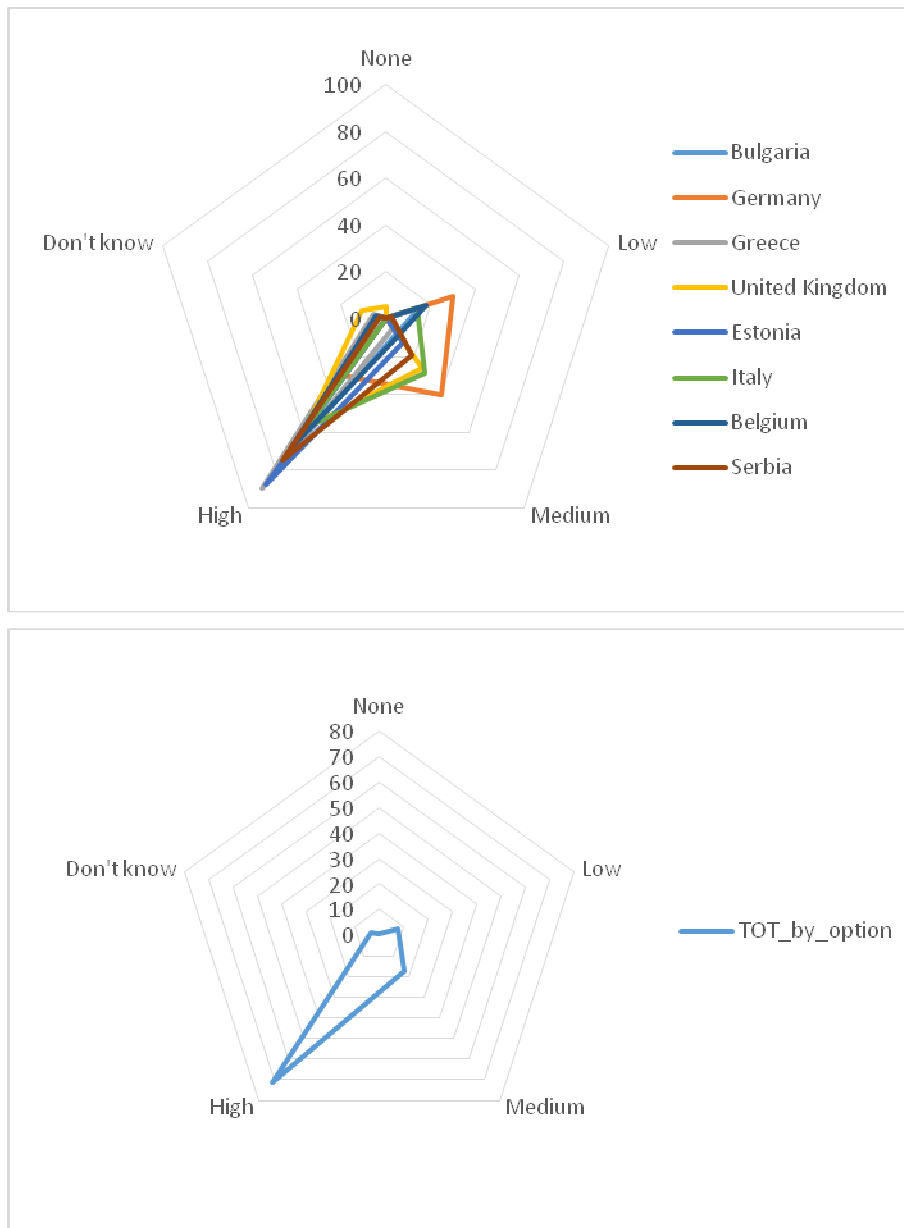 None
100
80
60
40
20
0
Don't know
Low
High
Medium
Bulgaria
Germany
Greece
United Kingdom
Estonia
Italy
Belgium
Serbia
None
80
70
60
50
40
30
20
10
0
Don't know
Low
High
Medium
TOT_by_option